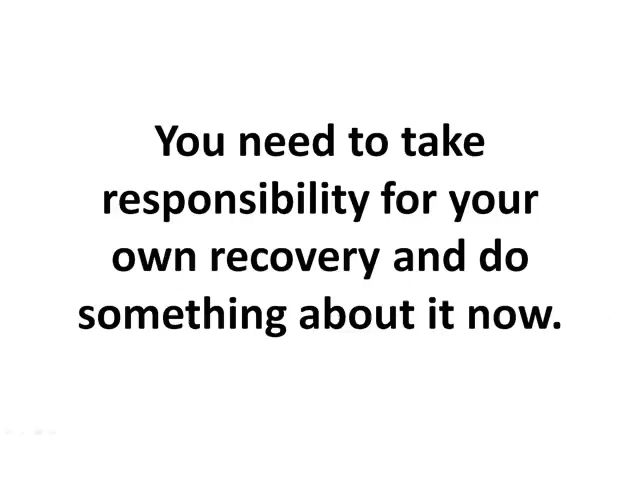 You need to take
responsibility for your
own recovery and do
something about it now.